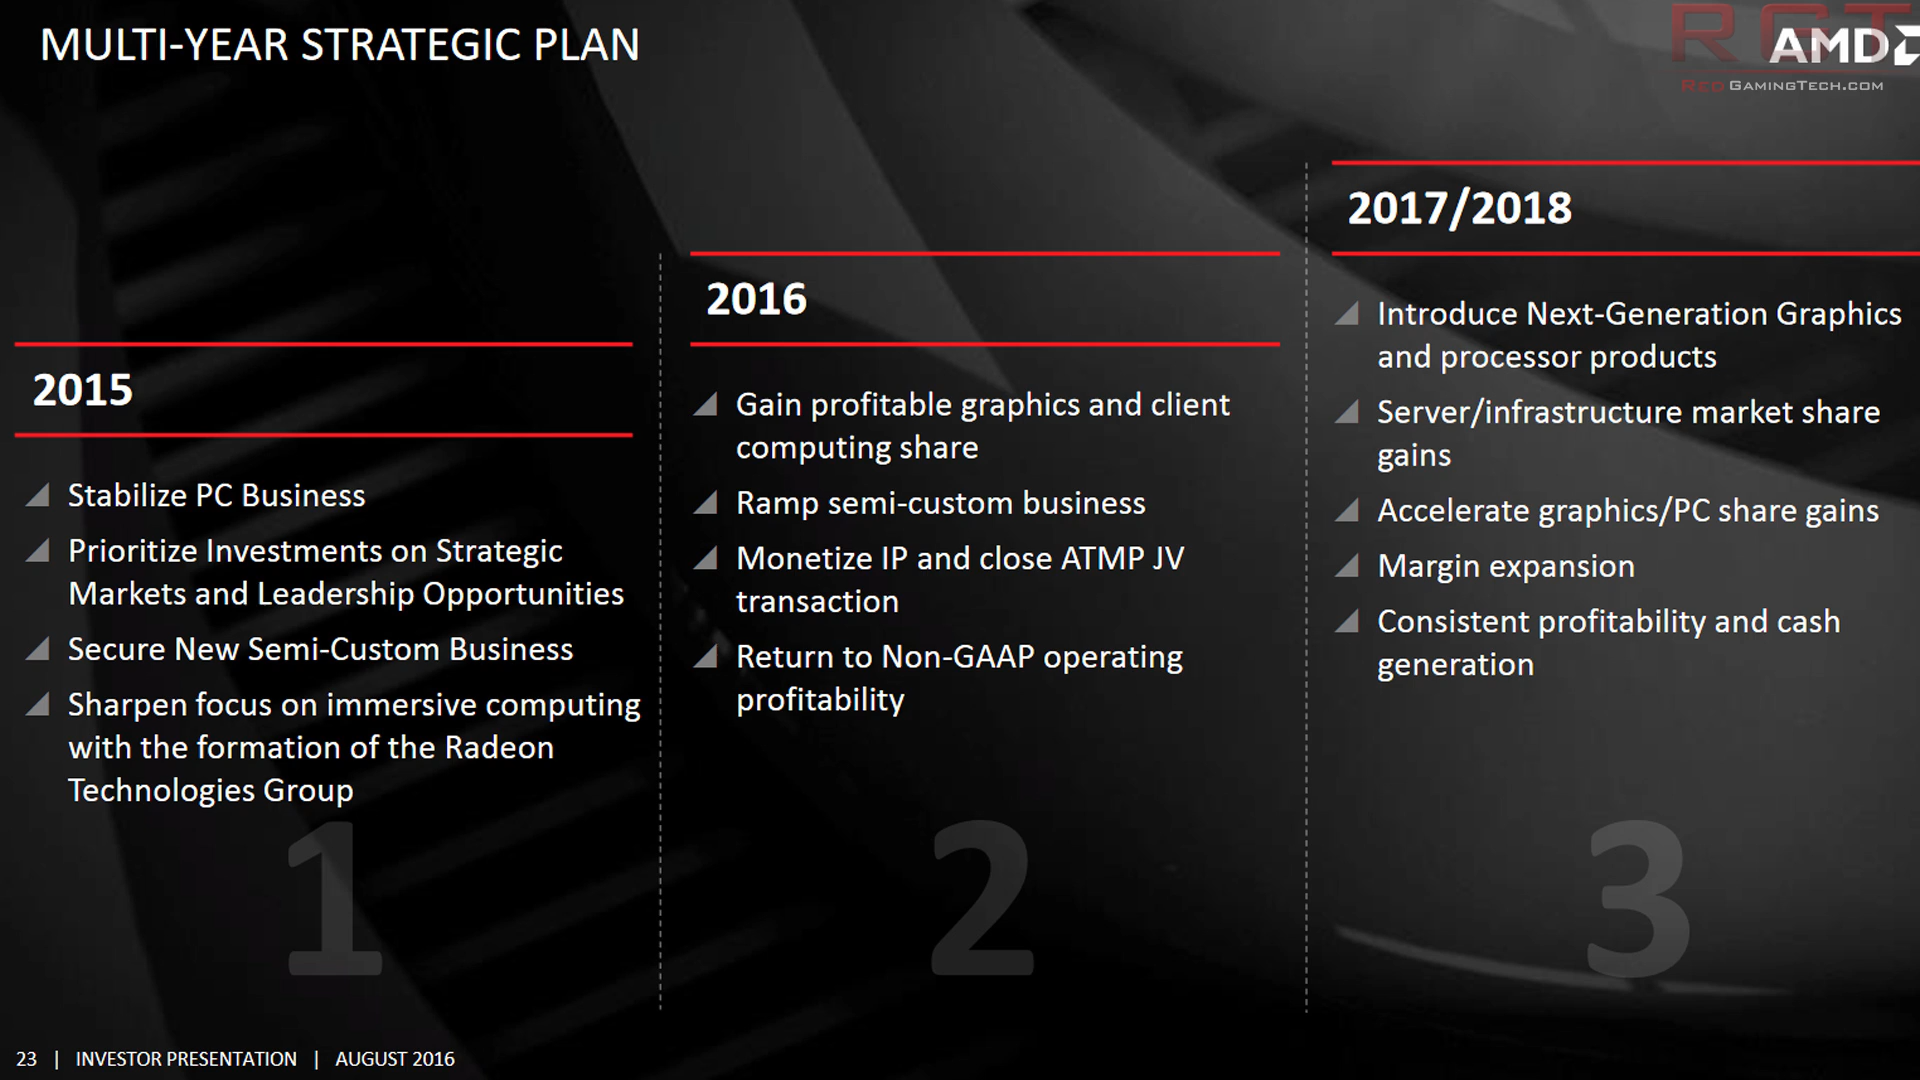 MULTI-YEAR STRATEGIC PLAN
RGT
AMD
REDGAMINGTECH.COM
2015
Stabilize PC Business
Prioritize Investments on Strategic
Markets and Leadership Opportunities
Secure New Semi-Custom Business
Sharpen focus on immersive computing
with the formation of the Radeon
Technologies Group
1
2016
Gain profitable graphics and client
computing share
Ramp semi-custom business
Monetize IP and close ATMP JV
transaction
Return to Non-GAAP operating
profitability
2
2017/2018
Introduce Next-Generation Graphics
and processor products
Server/infrastructure market share
gains
Accelerate graphics/PC share gains
Margin expansion
Consistent profitability and cash
generation
3
23 | INVESTOR PRESENTATION | AUGUST 2016